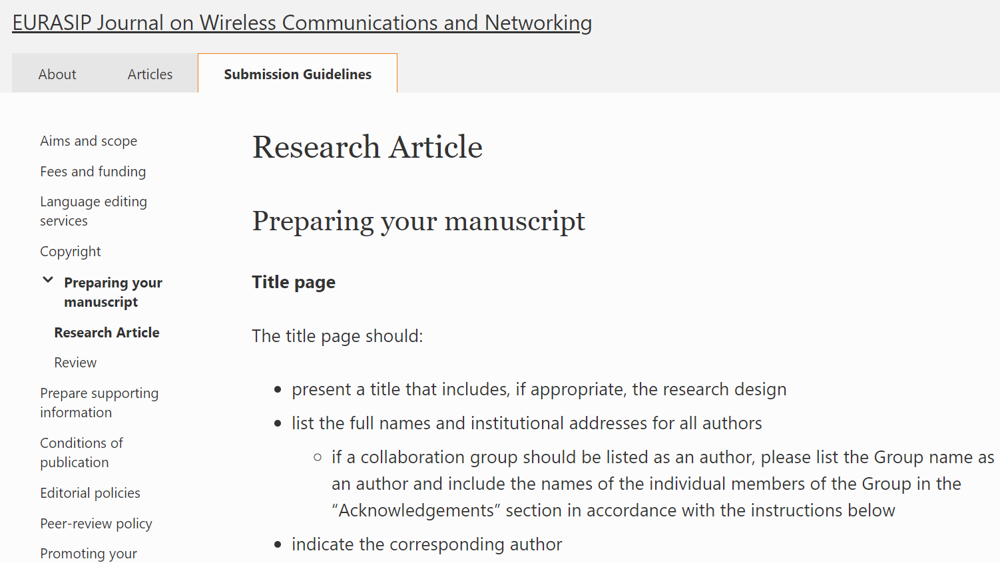 EURASIP Journal on Wireless Communications and Networking
About
Articles
Submission Guidelines
Aims and scope
Fees and funding
Language editing
services
Copyright
Preparing your
manuscript
Research Article
Review
Prepare supporting
information
Conditions of
publication
Editorial policies
Peer-review policy
Promoting your
Research Article
Preparing your manuscript
Title page
The title page should:
present a title that includes, if appropriate, the research design
list the full names and institutional addresses for all authors
if a collaboration group should be listed as an author, please list the Group name as
an author and include the names of the individual members of the Group in the
“Acknowledgements” section in accordance with the instructions below
indicate the corresponding author